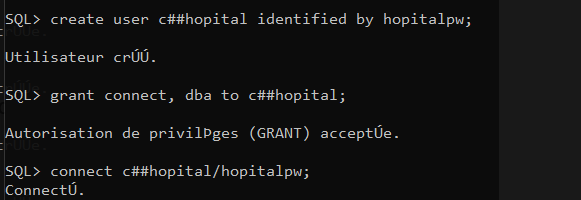 SQL> create user c##hopital identified by hopitalpw;
Utilisateur crÚÚ.
SQL> grant connect, dba to c##hopital;
Autorisation de privilÞges (GRANT) acceptÚe.
SQL> connect c##hopital/hopitalpw;
ConnectÚ.